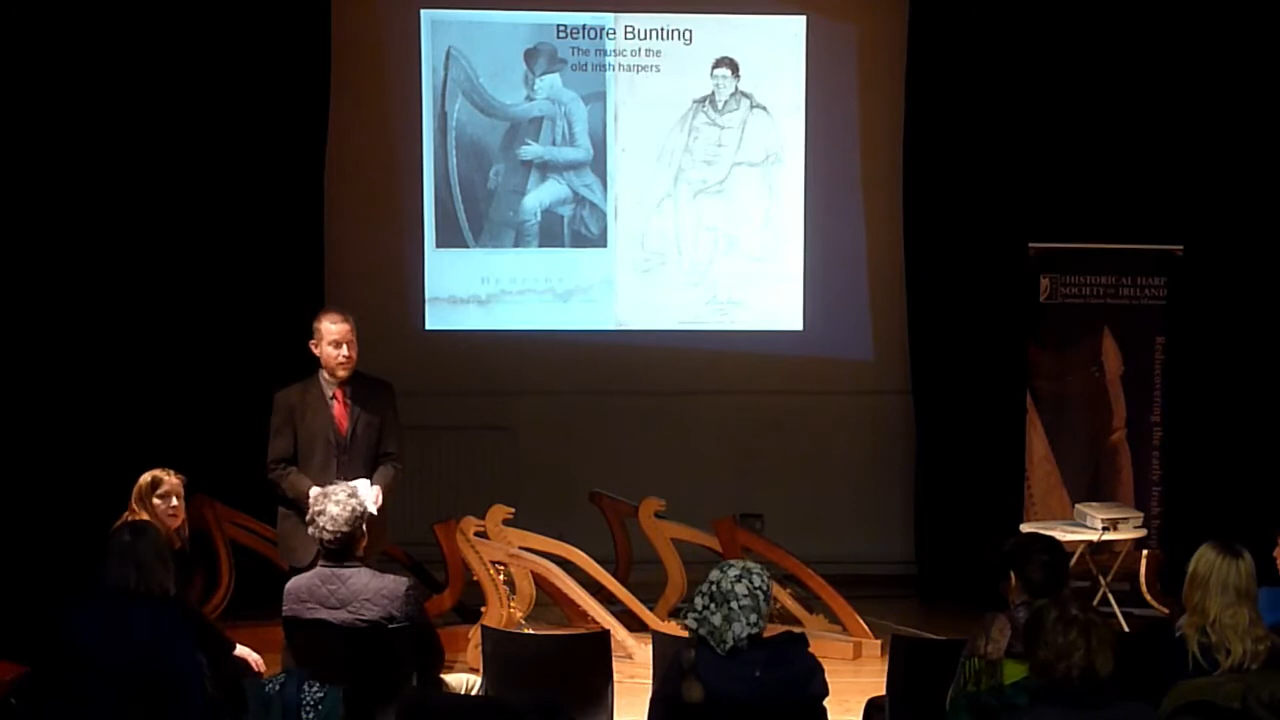 Before Bunting
The music of the
old Irish harpers
HISTORICAL HARP
SOCIETY OF IRELAND
Rediscovering the early Irish harp